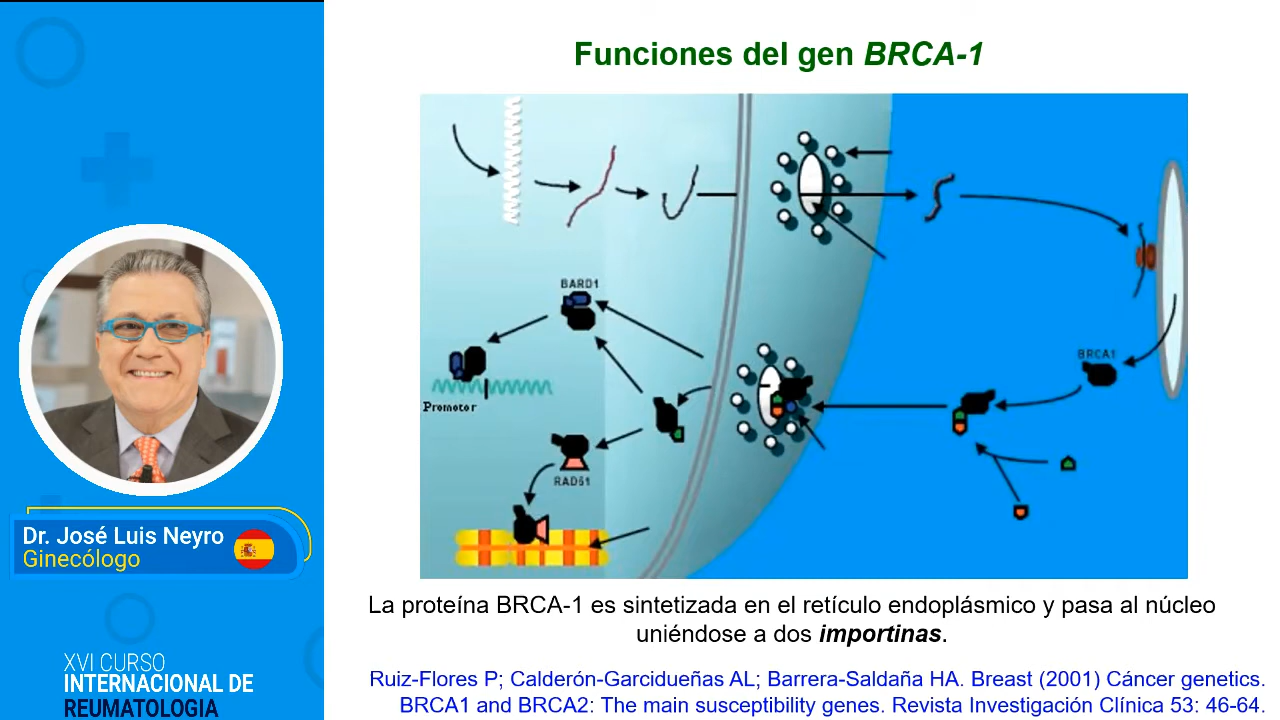 Funciones del gen BRCA-1
BARD1
Promotor
RAD51
BRCA1
Dr. José Luis Neyro
Ginecólogo
XVI CURSO
INTERNACIONAL DE
REUMATOLOGIA
La proteína BRCA-1 es sintetizada en el retículo endoplásmico y pasa al núcleo
uniéndose a dos importinas.
Ruiz-Flores P; Calderón-Garcidueñas AL; Barrera-Saldaña HA. Breast (2001) Cáncer genetics.
BRCA1 and BRCA2: The main susceptibility genes. Revista Investigación Clínica 53: 46-64.